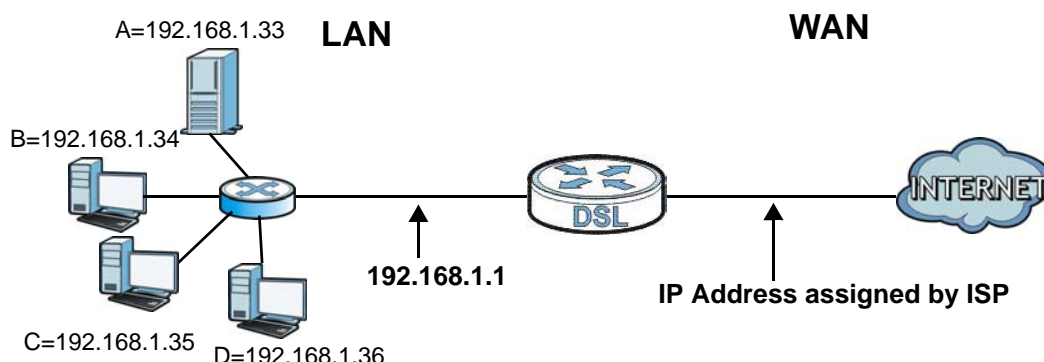 A=192.168.1.33
LAN
WAN
B=192.168.1.34
DSL
INTERNET
192.168.1.1
IP Address assigned by ISP
C=192.168.1.35
D=192.168.1.36